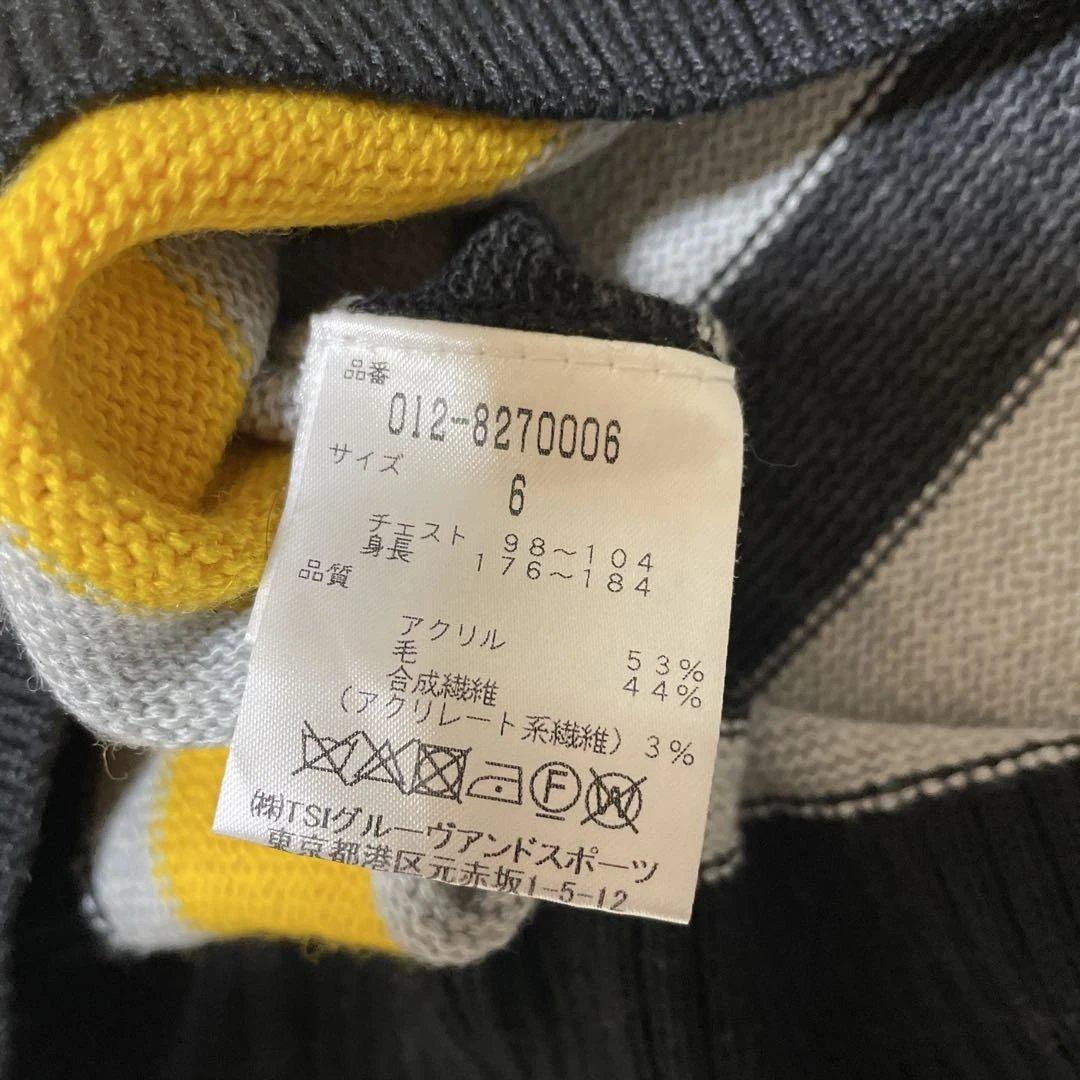 品番
012-8270006
サイズ
6
チェスト 98~104
身長 176~184
品質
アクリル 53%
毛 44%
合成繊維
(アクリレート系繊維) 3%
F W
(株)TSIグルーヴアンドスポーツ
東京都港区元赤坂1-5-12